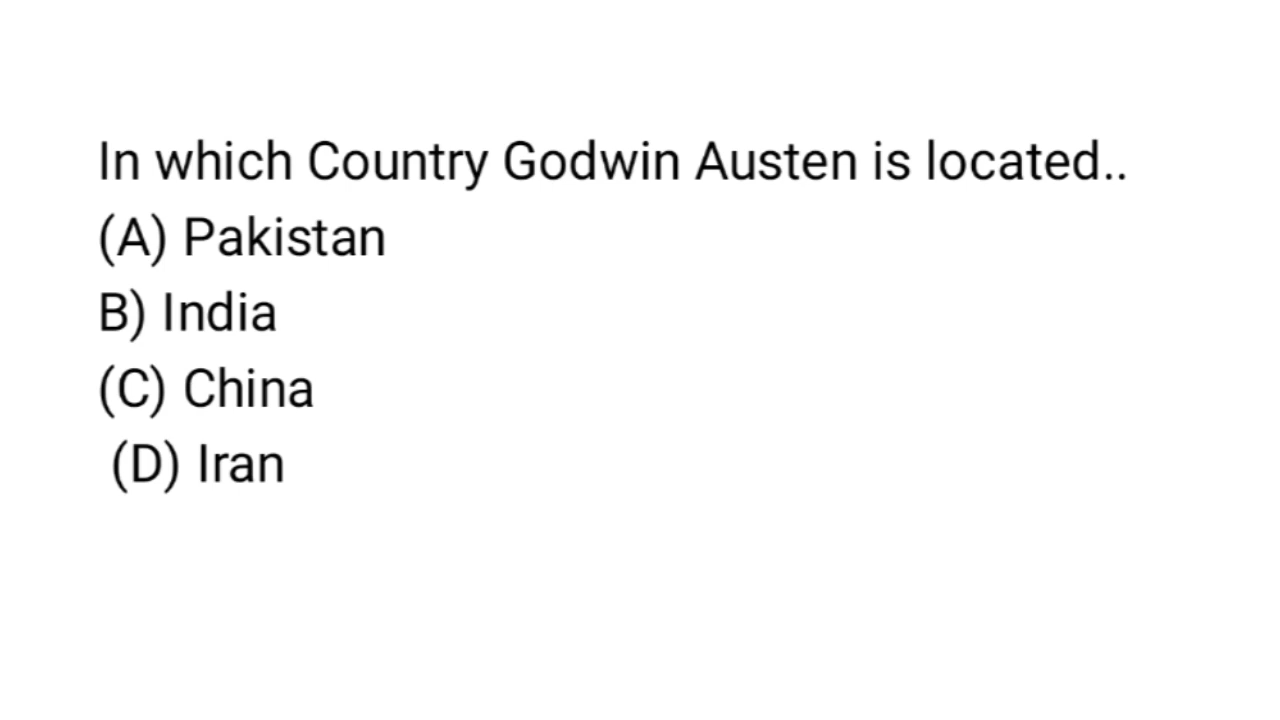 In which Country Godwin Austen is located..
(A) Pakistan
B) India
(C) China
(D) Iran